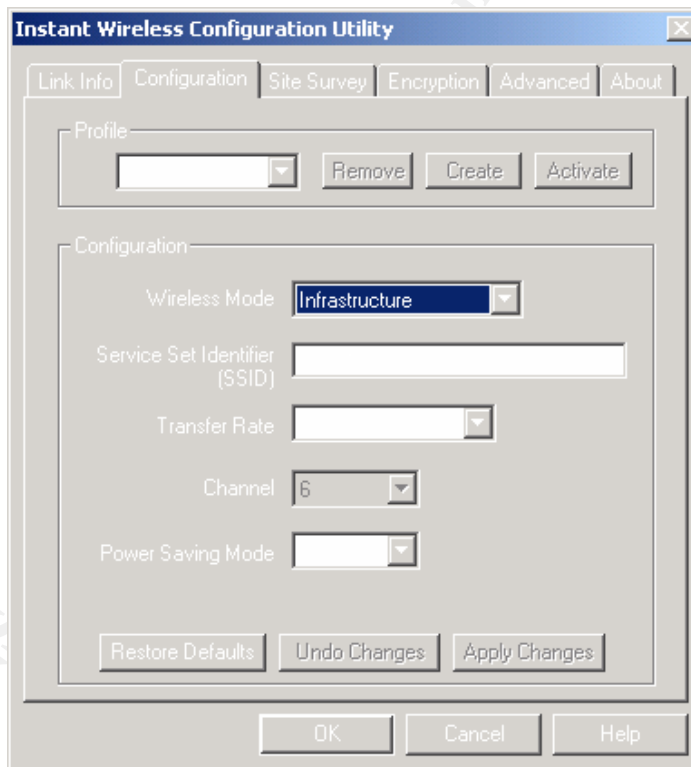 Instant Wireless Configuration Utility
Link Info Configuration Site Survey Encryption Advanced About
Profile
Remove Create Activate
Configuration
Wireless Mode Infrastructure
Service Set Identifier
(SSID)
Transfer Rate
Channel 6
Power Saving Mode
Restore Defaults Undo Changes Apply Changes
OK Cancel Help